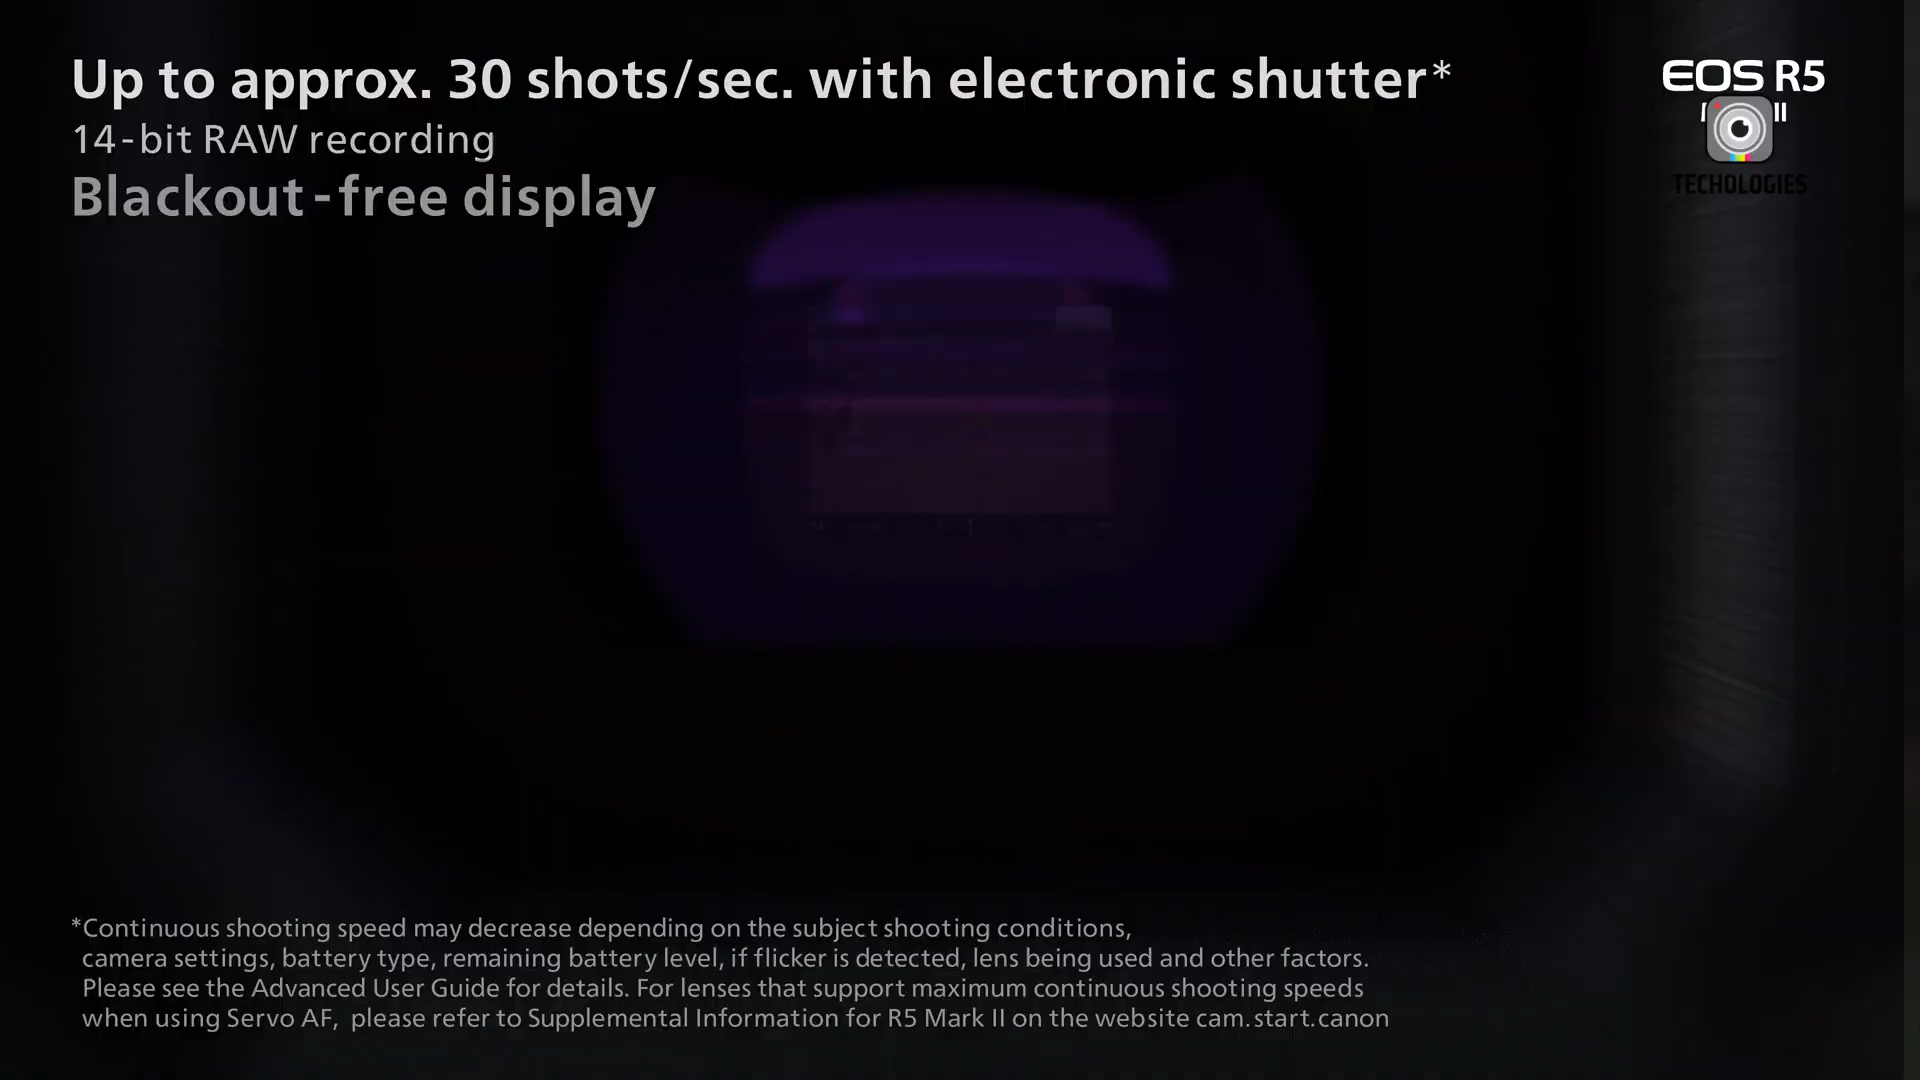 Up to approx. 30 shots/sec. with electronic shutter*
14-bit RAW recording
Blackout-free display
EOS R5
II
TECHOLOGIES
*Continuous shooting speed may decrease depending on the subject shooting conditions,
camera settings, battery type, remaining battery level, if flicker is detected, lens being used and other factors.
Please see the Advanced User Guide for details. For lenses that support maximum continuous shooting speeds
when using Servo AF, please refer to Supplemental Information for R5 Mark II on the website cam.start.canon